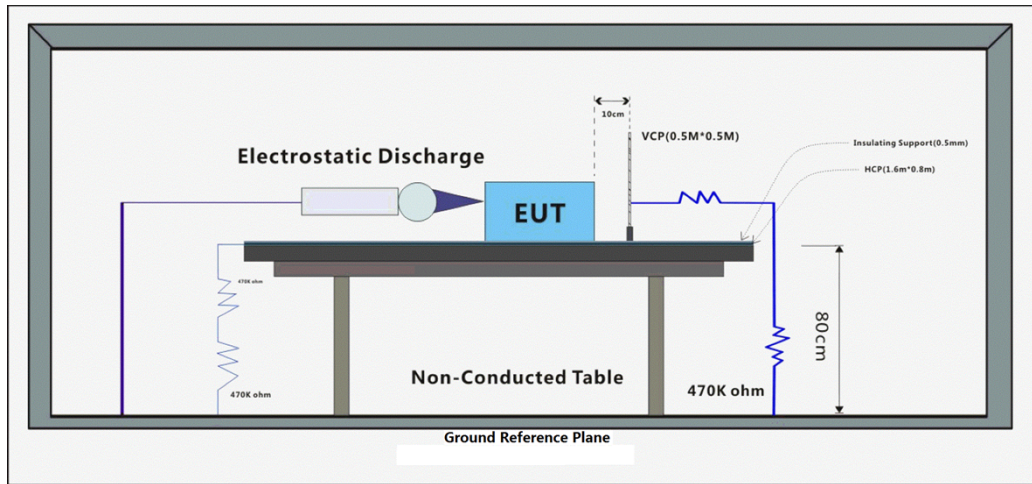 10cm
VCP(0.5M*0.5M)
Insulating Support(0.5mm)
Electrostatic Discharge
HCP(1.6m*0.8m)
EUT
470K ohm
80cm
Non-Conducted Table
470K ohm
470K ohm
Ground Reference Plane